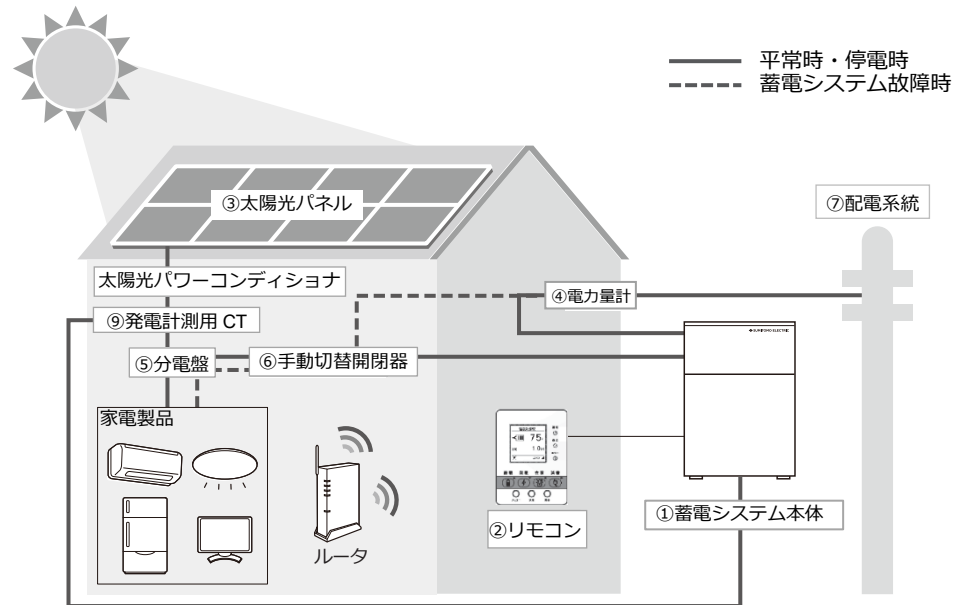 平常時・停電時
蓄電システム故障時
③太陽光パネル
⑦配電系統
太陽光パワーコンディショナ
④電力量計
⑨発電計測用 CT
⑤分電盤
⑥手動切替開閉器
SUMITOMO ELECTRIC
家電製品
75
①蓄電システム本体
②リモコン
ルータ